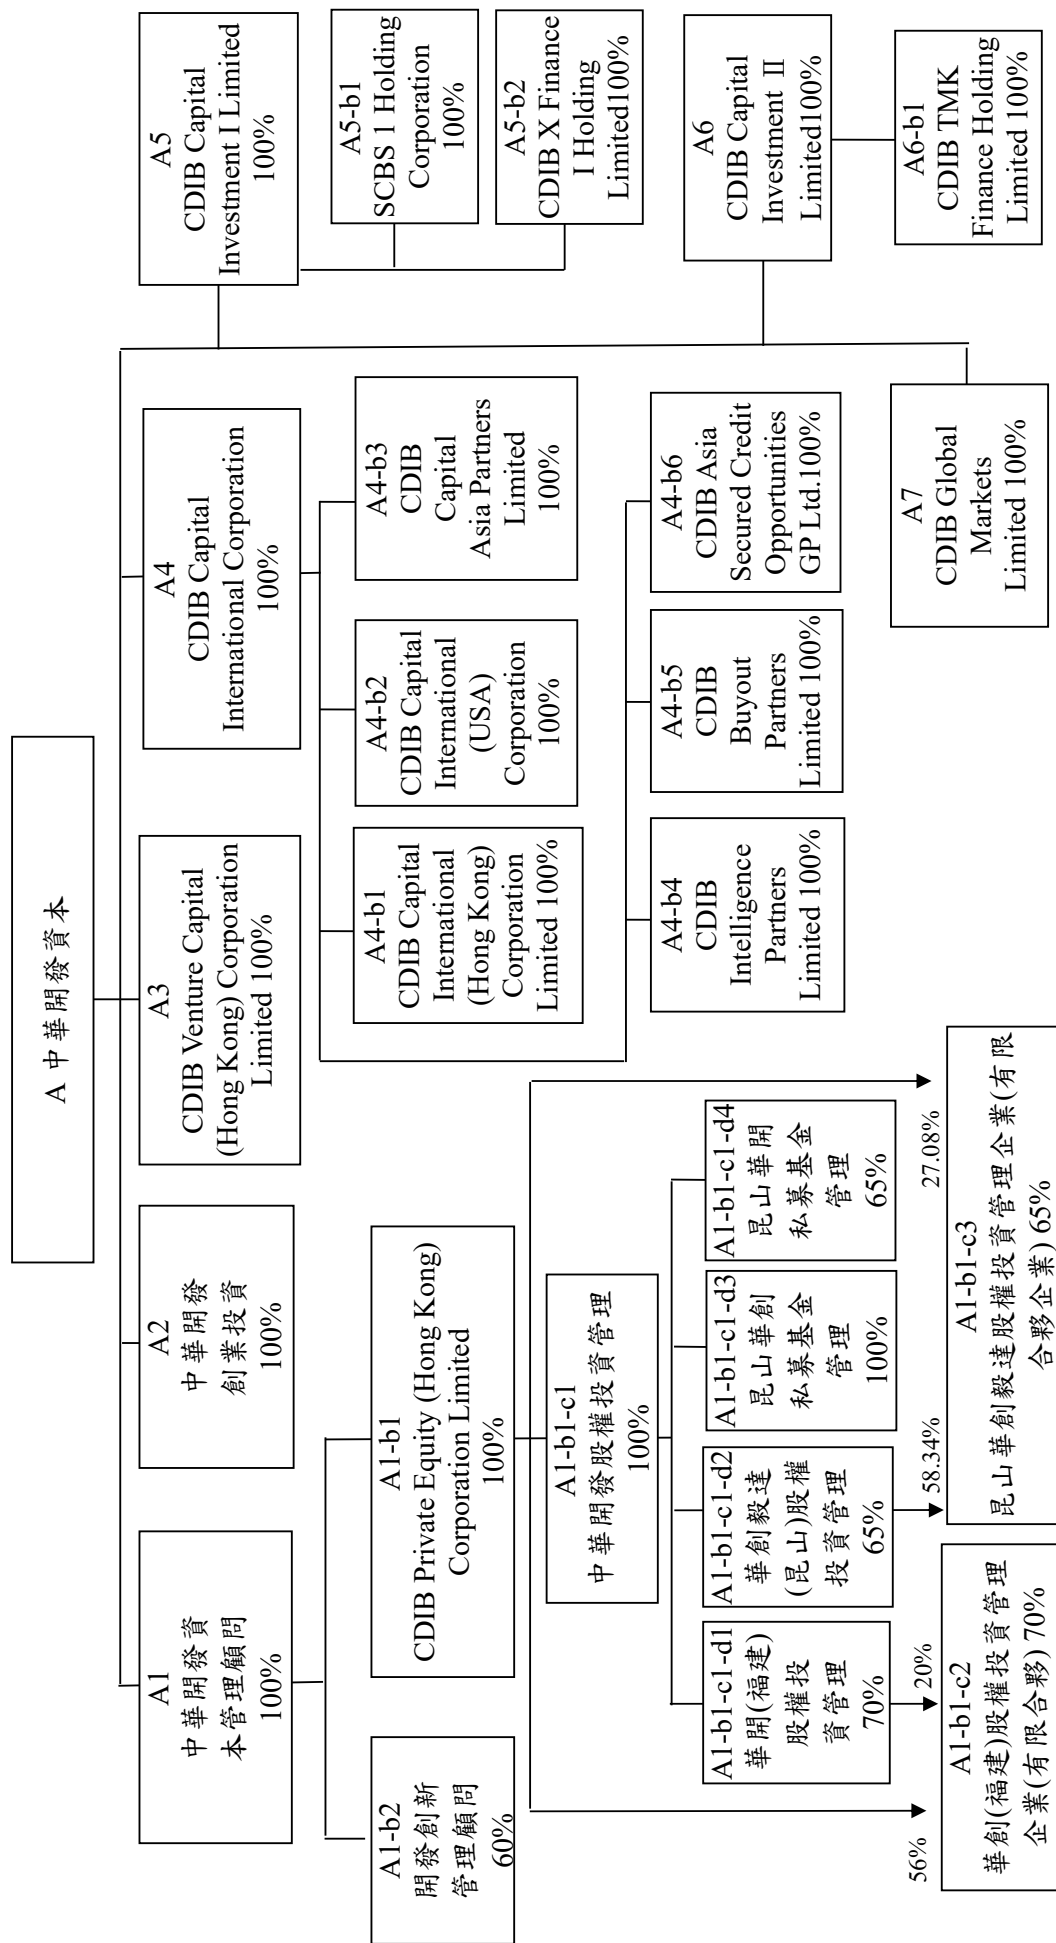 A 中華開發資本
A1
中華開發資
本管理顧問
100%
A2
中華開發
創業投資
100%
A3
CDIB Venture Capital
(Hong Kong) Corporation
Limited 100%
A4
CDIB Capital
International Corporation
100%
A5
CDIB Capital
Investment I Limited
100%
A1-b2
開發創新
管理顧問
60%
A1-b1
CDIB Private Equity (Hong Kong)
Corporation Limited
100%
A4-b1
CDIB Capital
International
(Hong Kong)
Corporation
Limited 100%
A4-b2
CDIB Capital
International
(USA)
Corporation
100%
A4-b3
CDIB
Capital
Asia Partners
Limited
100%
A5-b1
SCBS 1 Holding
Corporation
100%
A5-b2
CDIB X Finance
I Holding
Limited100%
A1-b1-c1
中華開發股權投資管理
100%
A4-b4
CDIB
Intelligence
Partners
Limited 100%
A4-b5
CDIB
Buyout
Partners
Limited 100%
A4-b6
CDIB Asia
Secured Credit
Opportunities
GP Ltd.100%
A6
CDIB Capital
Investment II
Limited100%
A1-b1-c1-d1
華開(福建)
股權投
資管理
70%
A1-b1-c1-d2
華創毅達
(昆山)股權
投資管理
65%
A1-b1-c1-d3
昆山華創
私募基金
管理
100%
A1-b1-c1-d4
昆山華開
私募基金
管理
65%
A7
CDIB Global
Markets
Limited 100%
A6-b1
CDIB TMK
Finance Holding
Limited 100%
56%
20%
58.34%
27.08%
A1-b1-c2
華創(福建)股權投資管理
企業(有限合夥) 70%
A1-b1-c3
昆山華創毅達股權投資管理企業(有限
合夥企業) 65%